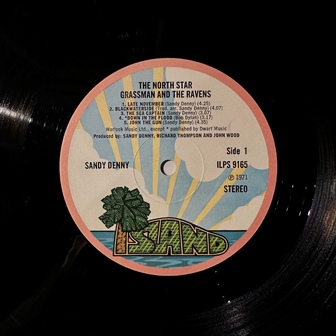 THE NORTH STAR
GRASSMAN AND THE RAVENS
1. LATE NOVEMBER (Sandy Denny) (4.25)
2. BLACKWATERSIDE (Trad. arr. Sandy Denny) (4.07)
3. THE SEA CAPTAIN (Sandy Denny) (3.07)
4. *DOWN IN THE FLOOD (Bob Dylan) (3.17)
5. JOHN THE GUN (Sandy Denny) (4.35)
Warlock Music Ltd., except * published by Dwarf Music
Produced by: SANDY DENNY, RICHARD THOMPSON AND JOHN WOOD
Side 1
SANDY DENNY
ILPS 9165
℗ 1971
STEREO
ISLAND